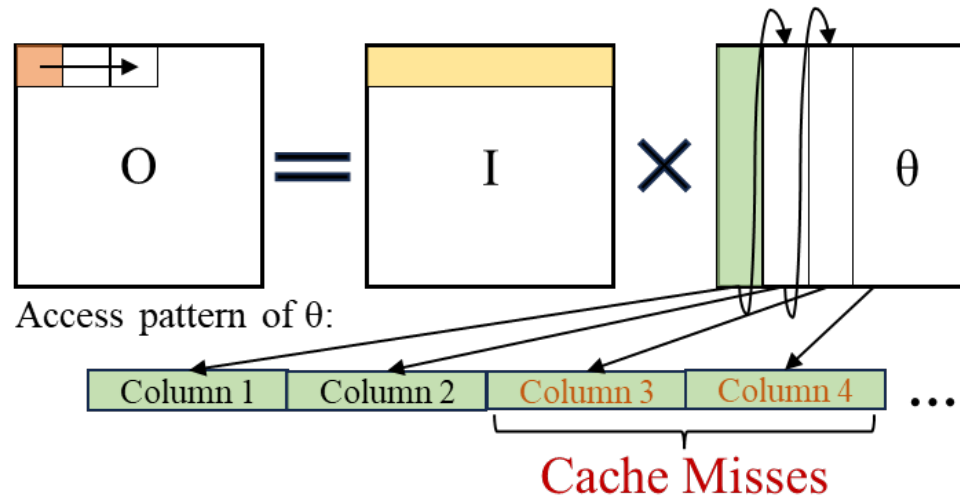 O = I × θ
Access pattern of θ:
Column 1 Column 2 Column 3 Column 4 ...
Cache Misses